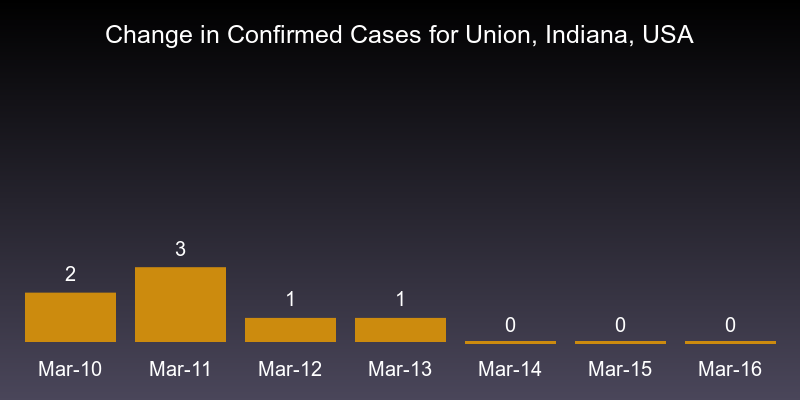 Change in Confirmed Cases for Union, Indiana, USA
2
3
1
1
0
0
0
Mar-10
Mar-11
Mar-12
Mar-13
Mar-14
Mar-15
Mar-16